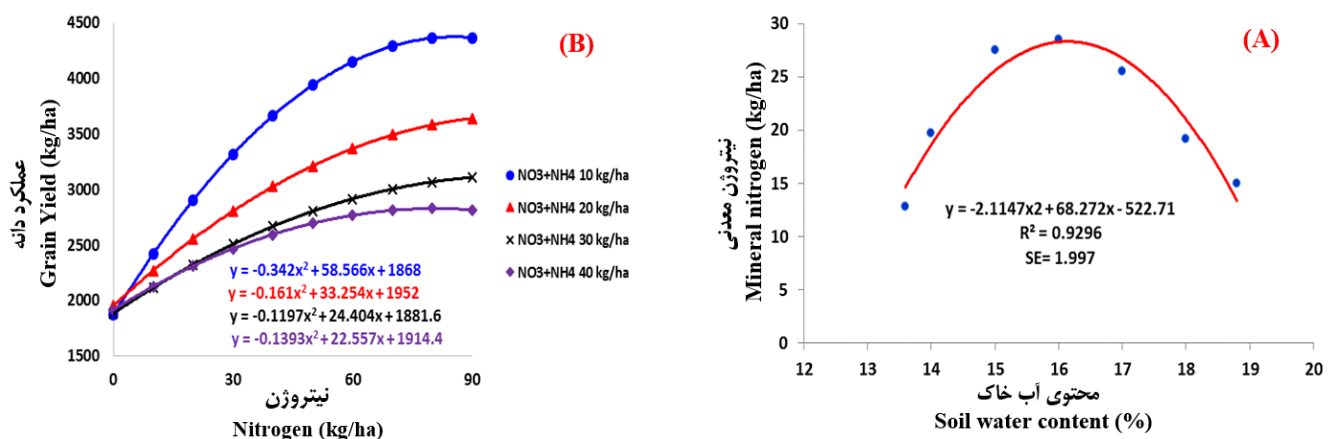 (B)
4500
4000
3500
3000
2500
2000
1500
عملکرد دانه
Grain Yield (kg/ha)
NO3+NH4 10 kg/ha
NO3+NH4 20 kg/ha
NO3+NH4 30 kg/ha
NO3+NH4 40 kg/ha
y = -0.342x² + 58.566x + 1868
y = -0.161x² + 33.254x + 1952
y = -0.1197x² + 24.404x + 1881.6
y = -0.1393x² + 22.557x + 1914.4
0 30 60 90
نیتروژن
Nitrogen (kg/ha)
(A)
30
25
20
15
10
5
0
نیتروژن معدنی
Mineral nitrogen (kg/ha)
y = -2.1147x2 + 68.272x - 522.71
R² = 0.9296
SE= 1.997
12 13 14 15 16 17 18 19 20
محتوی آب خاک
Soil water content (%)